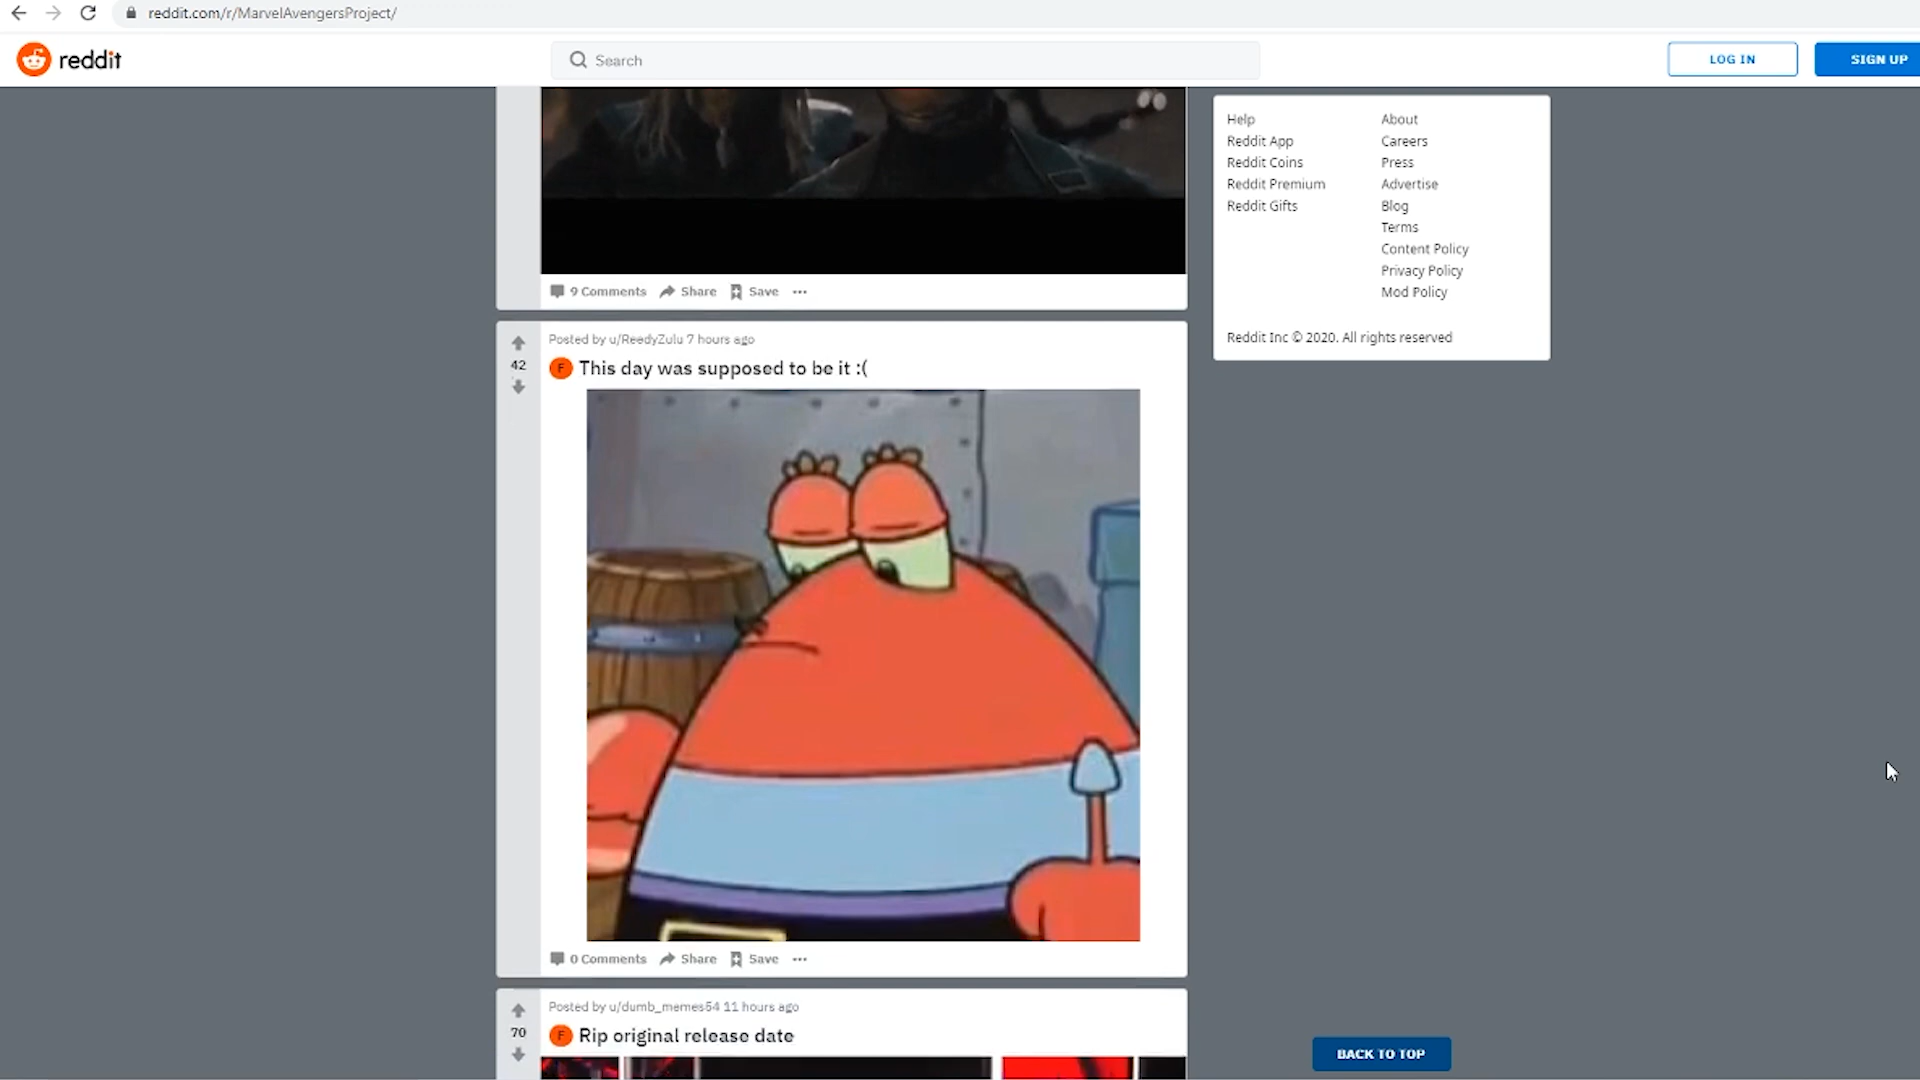 reddit.com/r/MarvelAvengersProject/
reddit
Search
LOG IN
SIGN UP
Help
About
Reddit App
Careers
Reddit Coins
Press
Reddit Premium
Advertise
Reddit Gifts
Blog
Terms
Content Policy
Privacy Policy
Mod Policy
Reddit Inc © 2020. All rights reserved
9 Comments Share Save ...
Posted by u/ReedyZulu 7 hours ago
42
F This day was supposed to be it :(
0 Comments Share Save ...
Posted by u/dumb_memes54 11 hours ago
70
F Rip original release date
BACK TO TOP